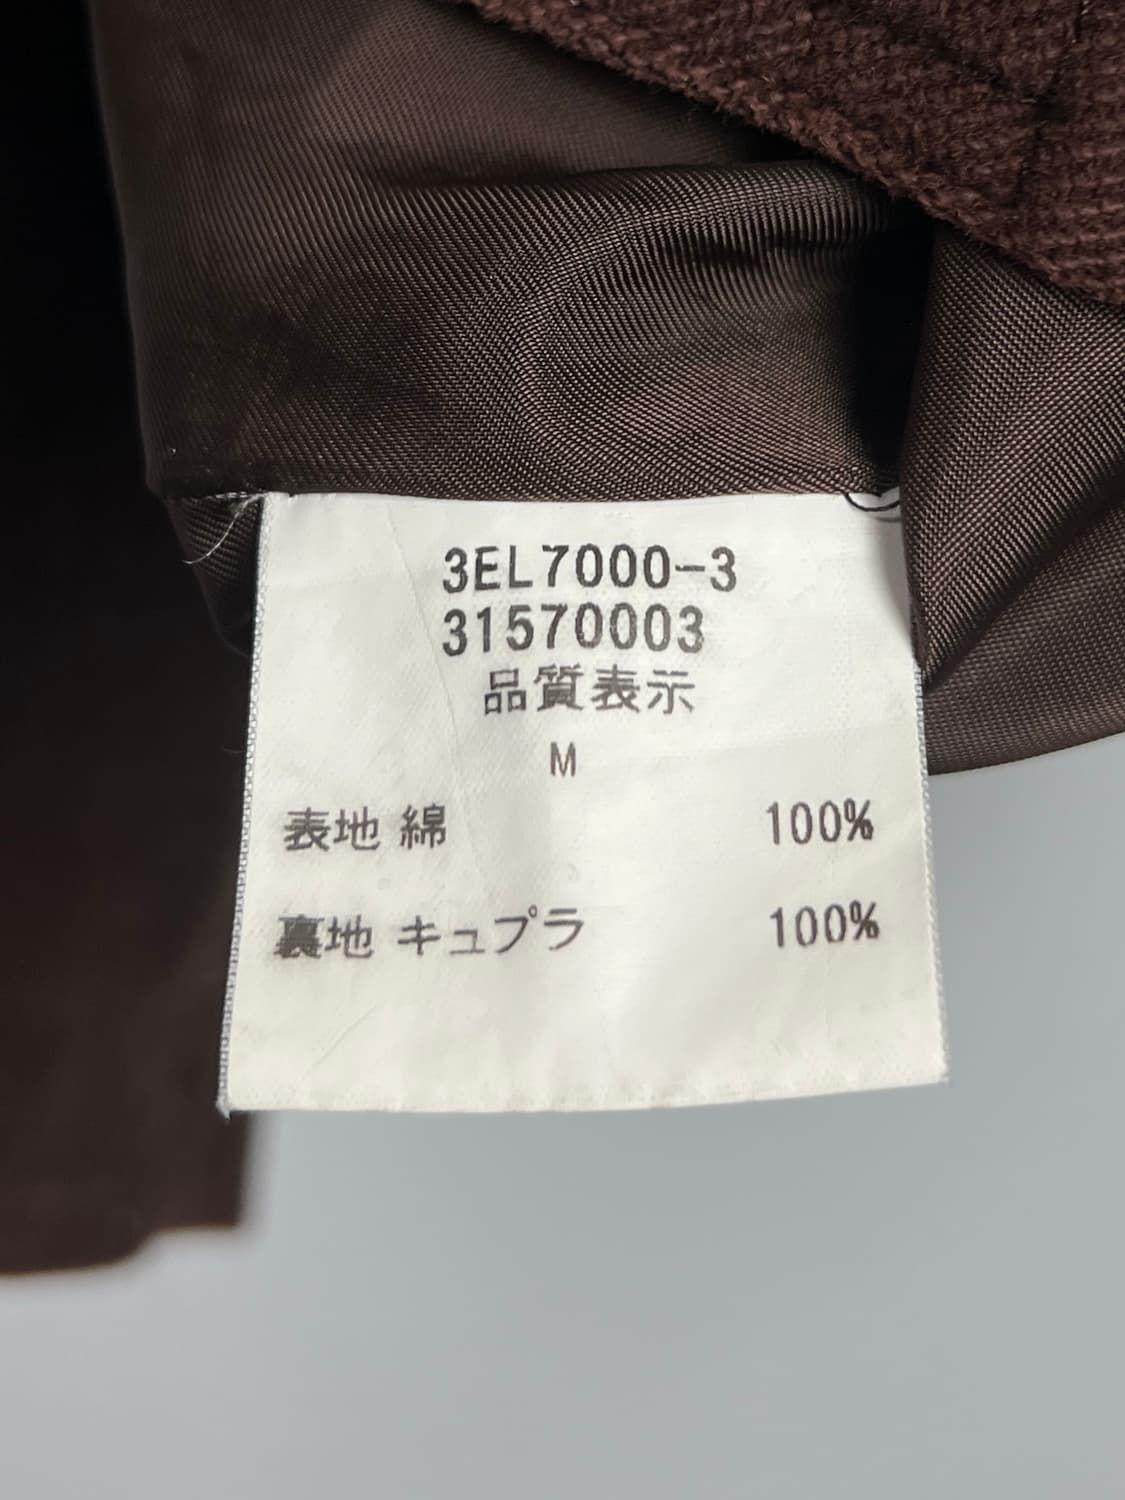 3EL7000-3
31570003
品質表示
M
表地 綿 100%
裏地 キュプラ 100%